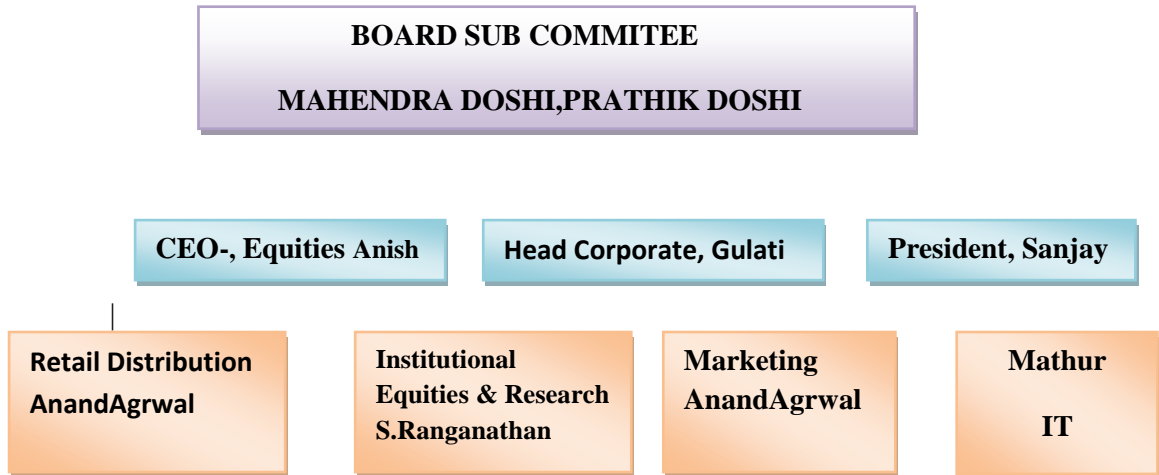 BOARD SUB COMMITEE
MAHENDRA DOSHI,PRATHIK DOSHI
CEO-, Equities Anish
Head Corporate, Gulati
President, Sanjay
Retail Distribution
AnandAgrwal
Institutional
Equities & Research
S.Ranganathan
Marketing
AnandAgrwal
Mathur
IT